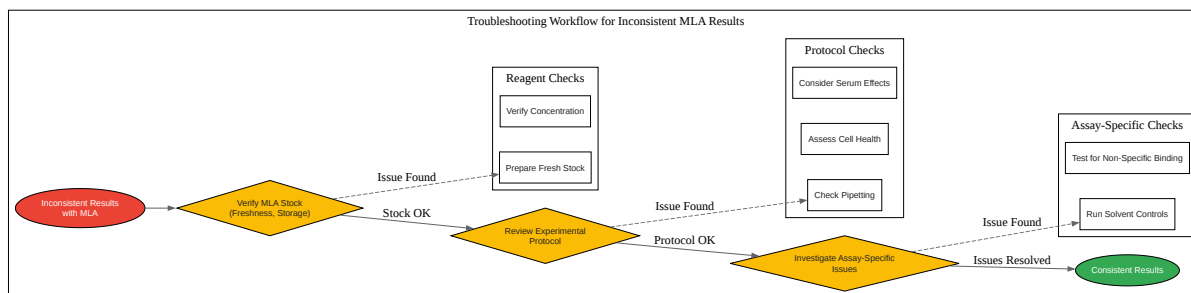 Troubleshooting Workflow for Inconsistent MLA Results
Protocol Checks
Consider Serum Effects
Assess Cell Health
Check Pipetting
Reagent Checks
Verify Concentration
Prepare Fresh Stock
Assay-Specific Checks
Test for Non-Specific Binding
Run Solvent Controls
Inconsistent Results
with MLA
Verify MLA Stock
(Freshness, Storage)
Issue Found
Stock OK
Review Experimental
Protocol
Issue Found
Protocol OK
Investigate Assay-Specific
Issues
Issue Found
Issues Resolved
Consistent Results